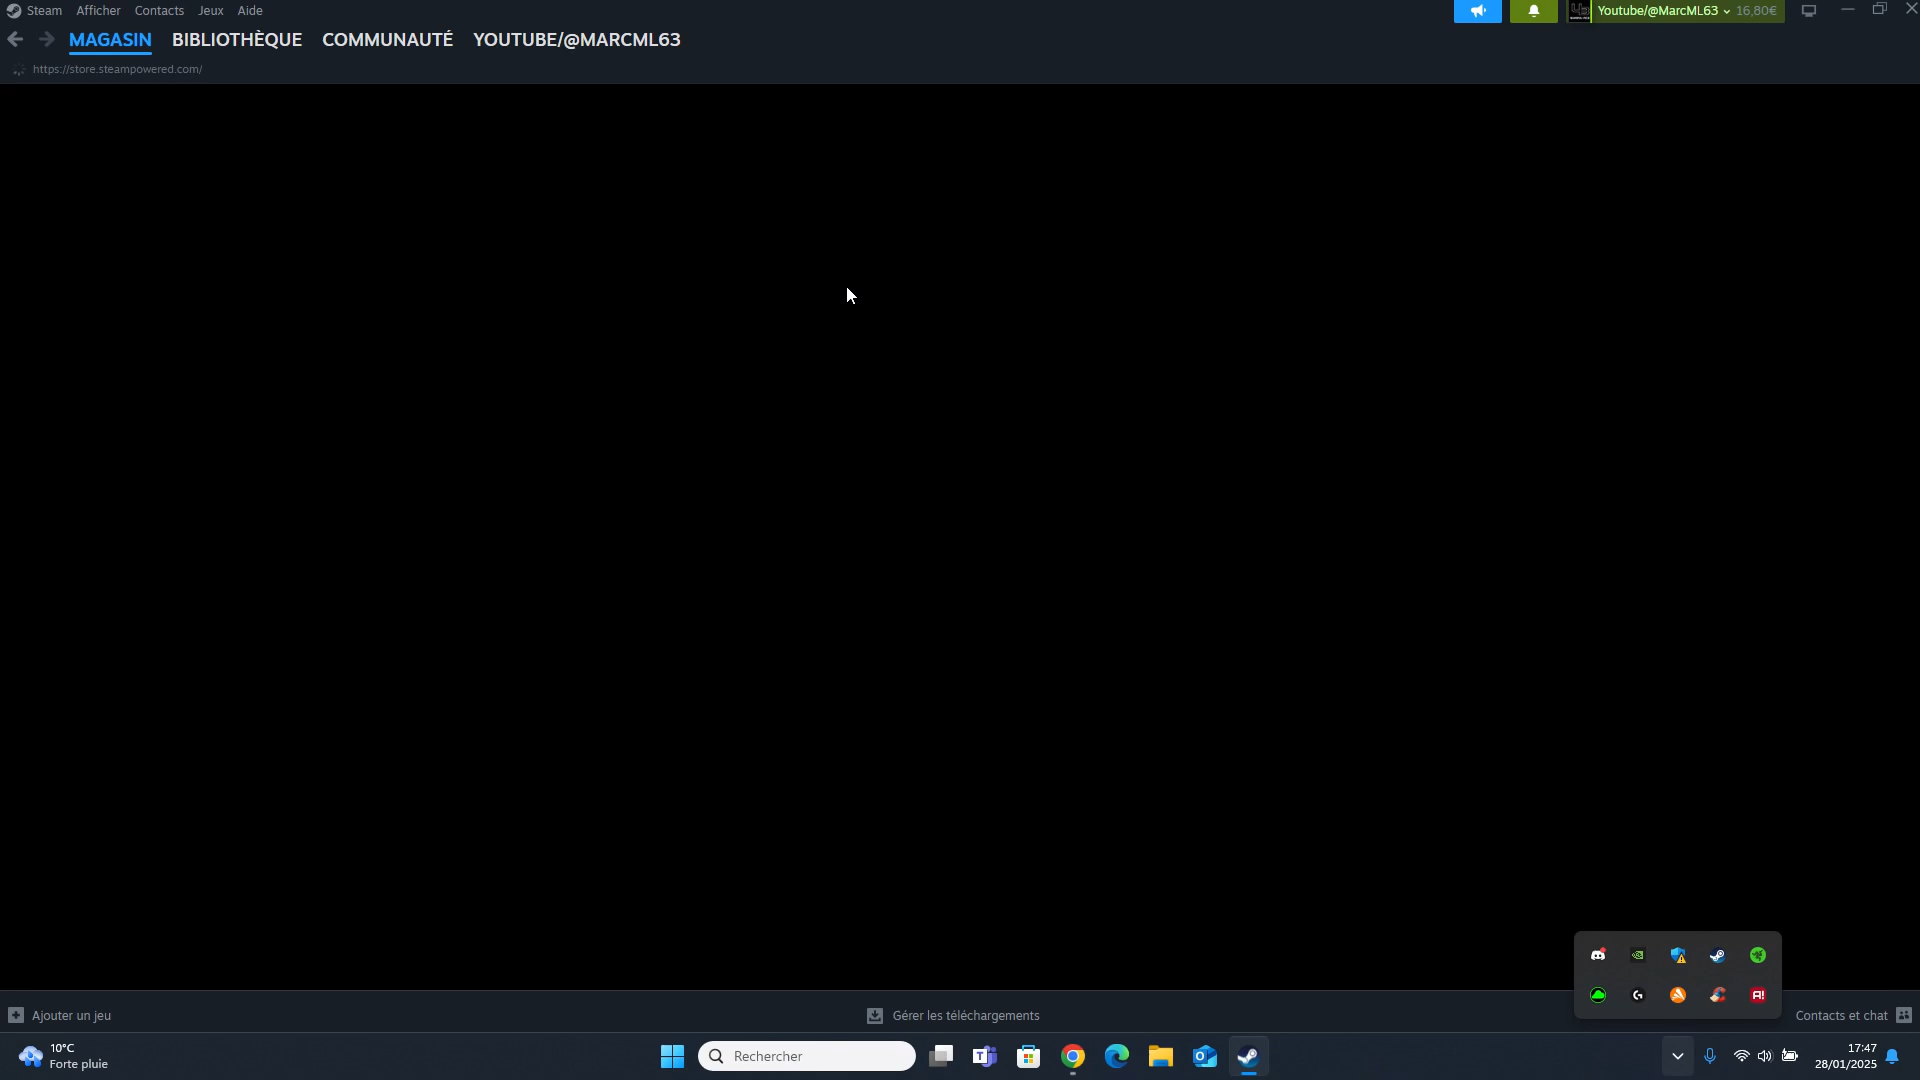 Steam Afficher Contacts Jeux Aide
Youtube/@MarcML63 16,80€
MAGASIN BIBLIOTHÈQUE COMMUNAUTÉ YOUTUBE/@MARCML63
https://store.steampowered.com/
Ajouter un jeu
Gérer les téléchargements
Contacts et chat
10°C
Forte pluie
Rechercher
17:47
28/01/2025